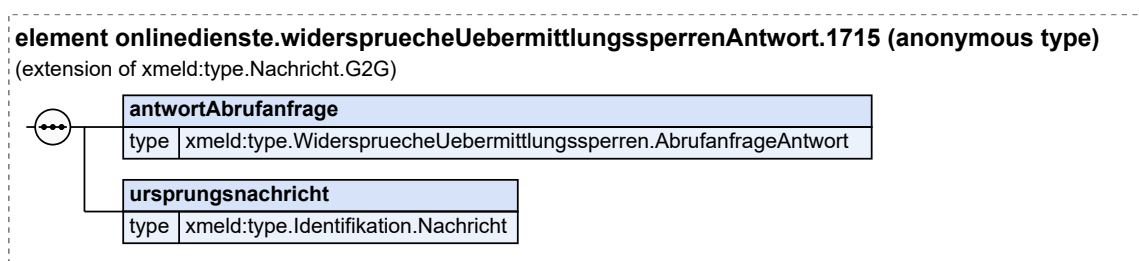 element onlinedienste.widerspruecheUebermittlungssperrenAntwort.1715 (anonymous type)
(extension of xmeld:type.Nachricht.G2G)
antwortAbrufanfrage
type xmeld:type.WiderspruecheUebermittlungssperren.AbrufanfrageAntwort
ursprungsnachricht
type xmeld:type.Identifikation.Nachricht